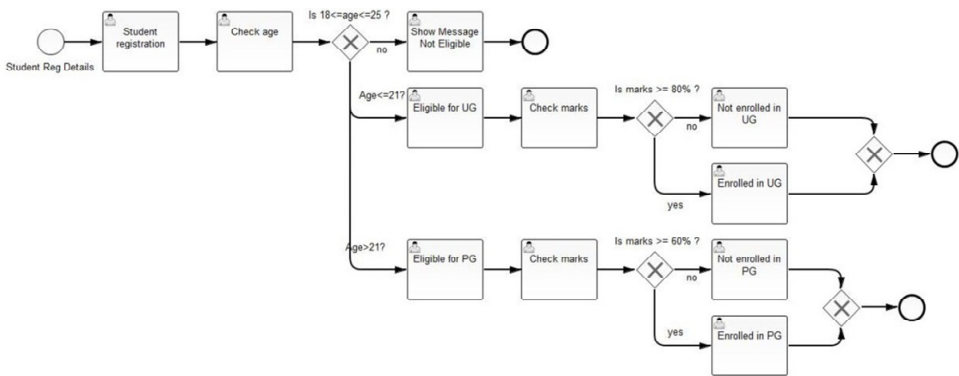 Is 18<=age<=25 ?
Student
registration
Check age
Show Message
Not Eligible
no
Student Reg Details
Age<=21?
Eligible for UG
Check marks
Is marks >= 80% ?
Not enrolled in
UG
no
Enrolled in UG
yes
Age>21?
Eligible for PG
Check marks
Is marks >= 60% ?
Not enrolled in
PG
no
Enrolled in PG
yes